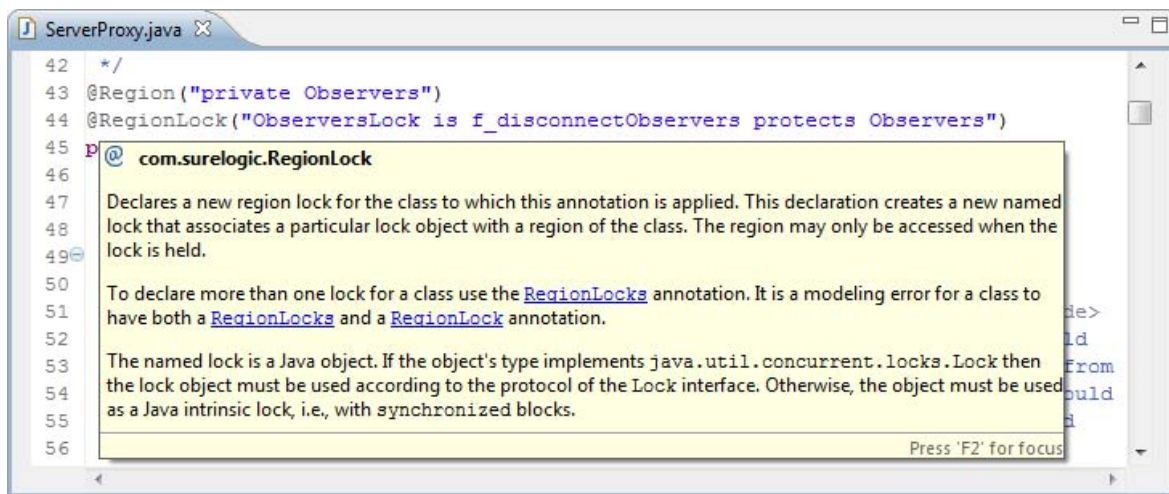 ServerProxy.java
42 */
43 @Region("private Observers")
44 @RegionLock("ObserversLock is f_disconnectObservers protects Observers")
45 p
@ com.surelogic.RegionLock
46
Declares a new region lock for the class to which this annotation is applied. This declaration creates a new named
47
lock that associates a particular lock object with a region of the class. The region may only be accessed when the
48
lock is held.
49
50
To declare more than one lock for a class use the RegionLocks annotation. It is a modeling error for a class to
51
have both a RegionLocks and a RegionLock annotation.
de>
52
ld
The named lock is a Java object. If the object's type implements java.util.concurrent.locks.Lock then
53
from
the lock object must be used according to the protocol of the Lock interface. Otherwise, the object must be used
54
ould
as a Java intrinsic lock, i.e., with synchronized blocks.
55
d
56
Press 'F2' for focus